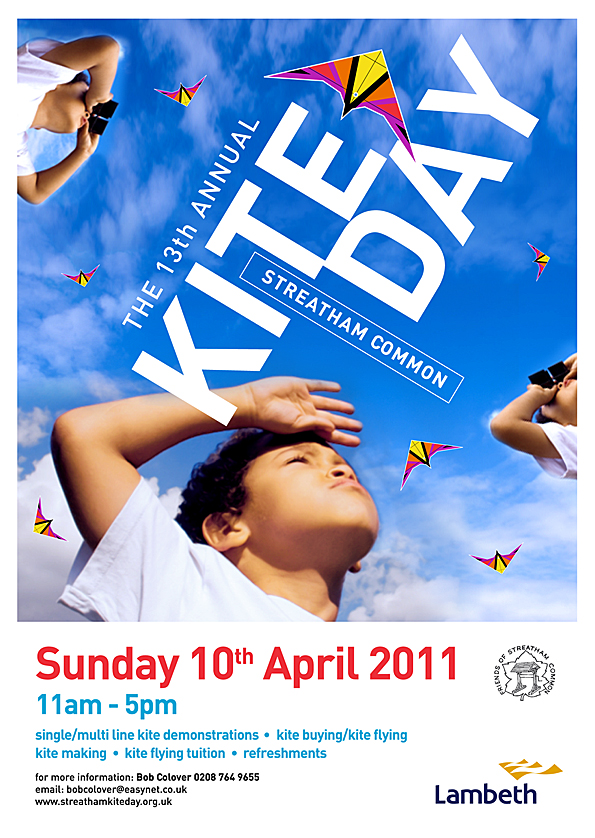 THE 13th ANNUAL
KITE
DAY
STREATHAM COMMON
Sunday 10th April 2011
11am - 5pm
single/multi line kite demonstrations • kite buying/kite flying
kite making • kite flying tuition • refreshments
for more information: Bob Colover 0208 764 9655
email: bobcolover@easynet.co.uk
www.streathamkiteday.org.uk
FRIENDS OF STREATHAM COMMON
Lambeth